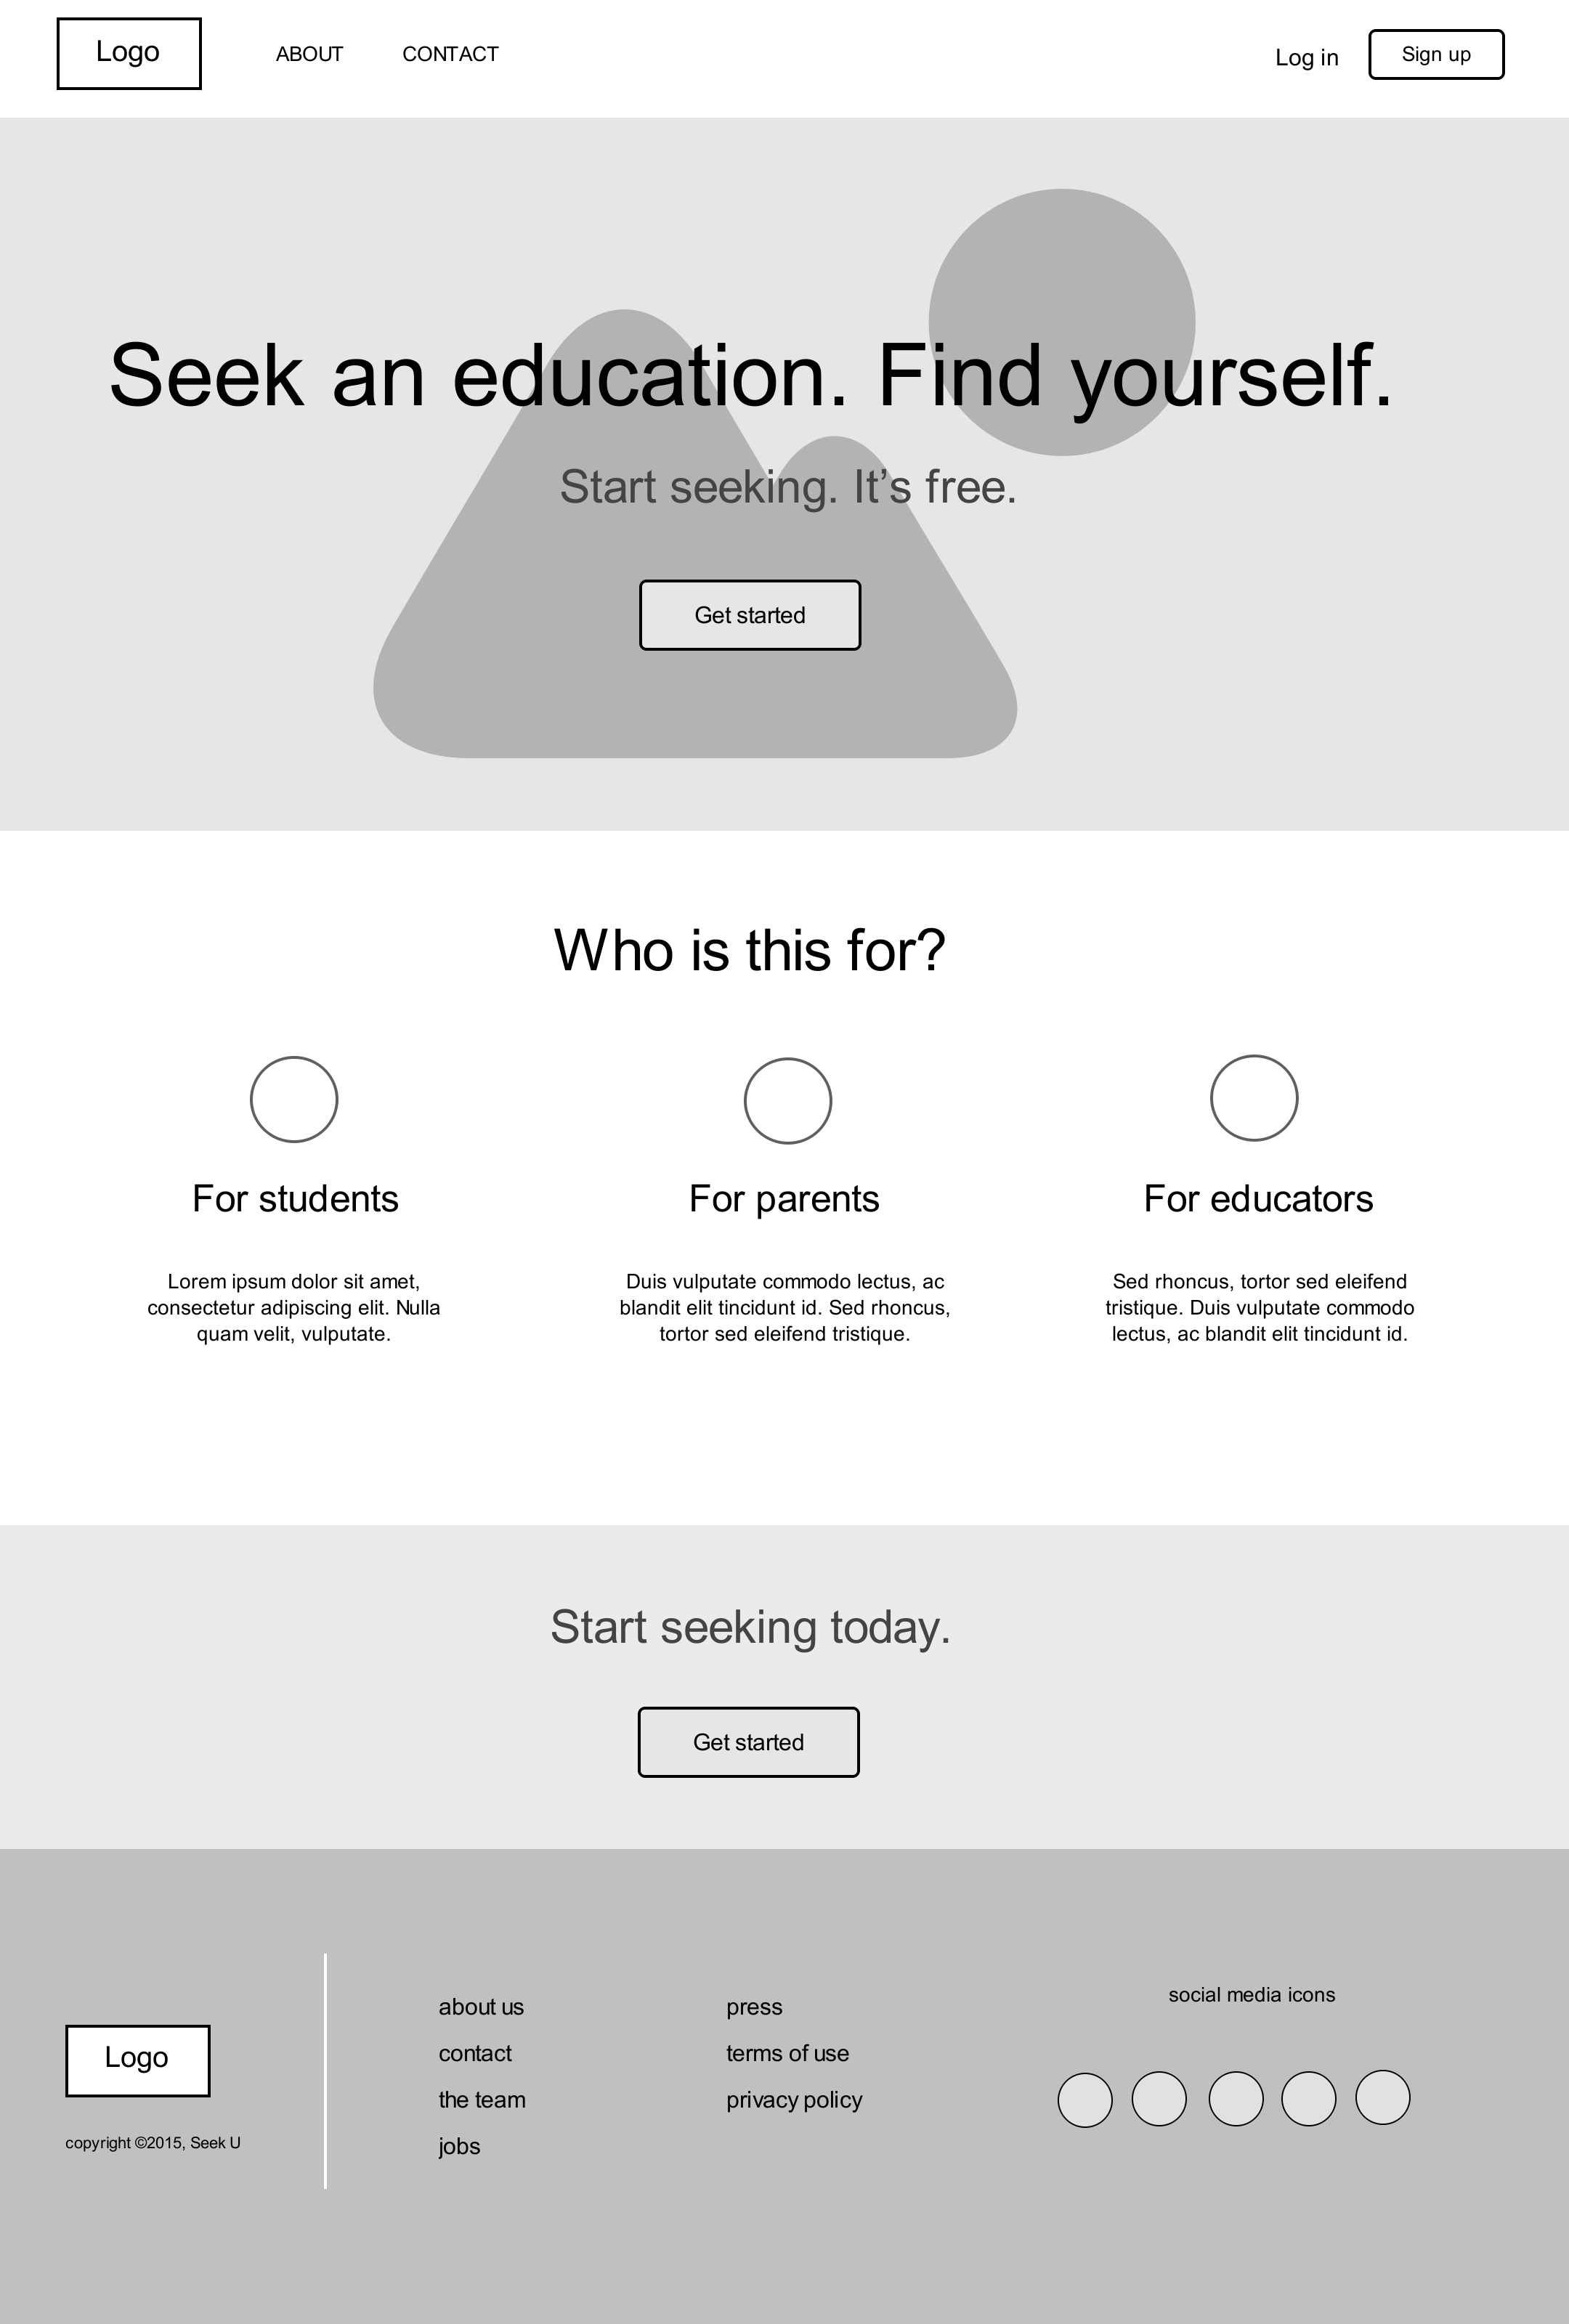 Logo
ABOUT
CONTACT
Log in
Sign up
Seek an education. Find yourself.
Start seeking. It’s free.
Get started
Who is this for?
For students
Lorem ipsum dolor sit amet,
consectetur adipiscing elit. Nulla
quam velit, vulputate.
For parents
Duis vulputate commodo lectus, ac
blandit elit tincidunt id. Sed rhoncus,
tortor sed eleifend tristique.
For educators
Sed rhoncus, tortor sed eleifend
tristique. Duis vulputate commodo
lectus, ac blandit elit tincidunt id.
Start seeking today.
Get started
Logo
copyright ©2015, Seek U
about us
contact
the team
jobs
press
terms of use
privacy policy
social media icons